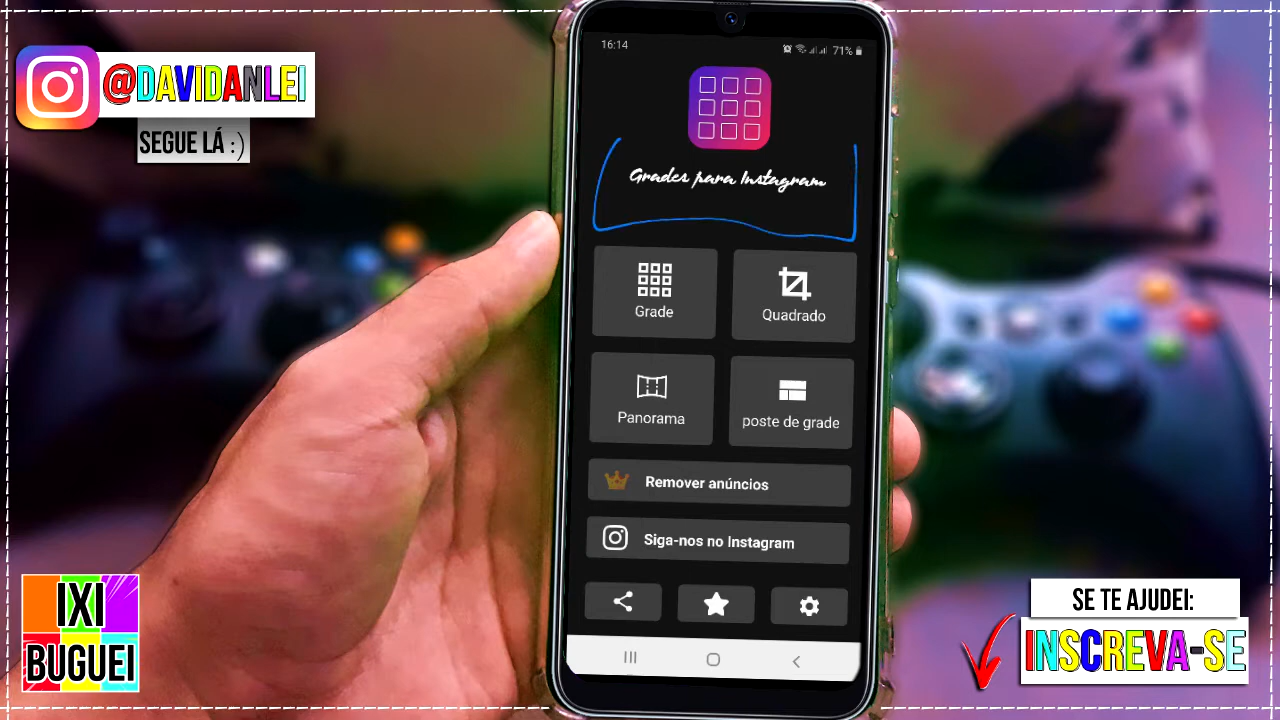 @DAVIDANLEI
SEGUE LÁ :)
16:14
71%
Grades para Instagram
Grade
Quadrado
Panorama
poste de grade
Remover anúncios
Siga-nos no Instagram
IXI
BUGUEI
SE TE AJUDEI:
INSCREVA-SE